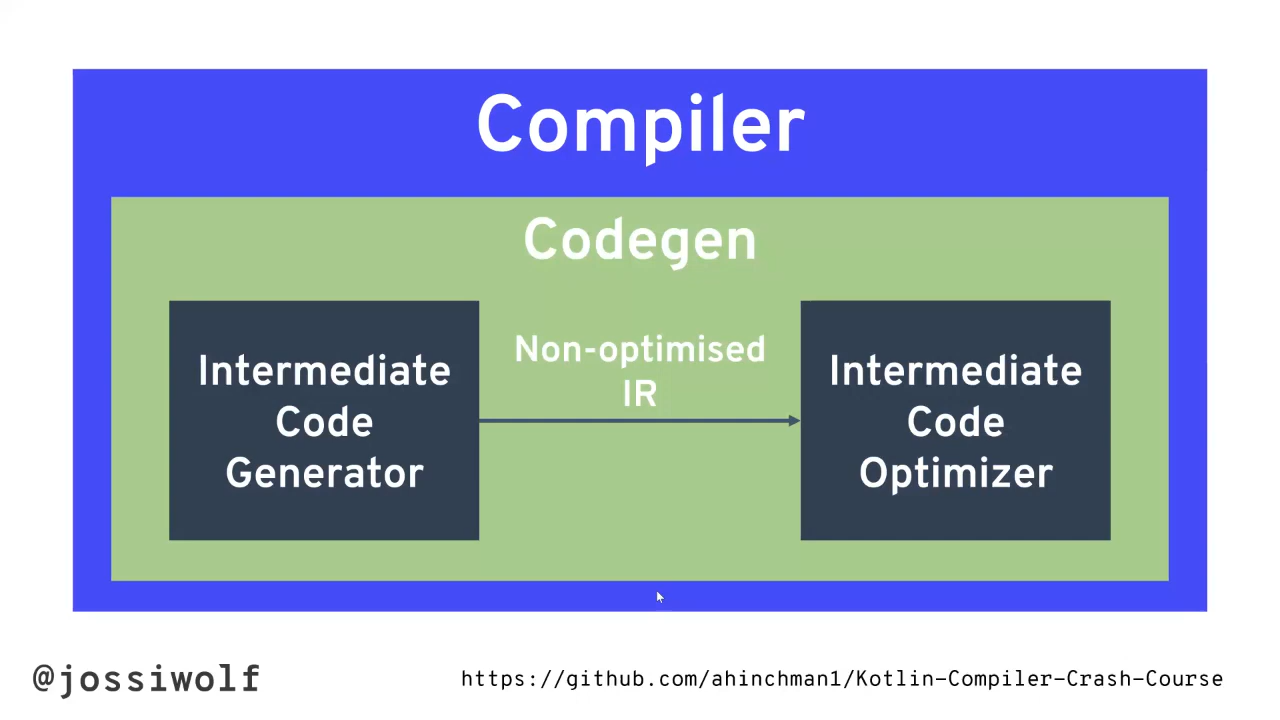 Compiler
Codegen
Intermediate
Code
Generator
Non-optimised
IR
Intermediate
Code
Optimizer
@jossiwolf
https://github.com/ahinchman1/Kotlin-Compiler-Crash-Course